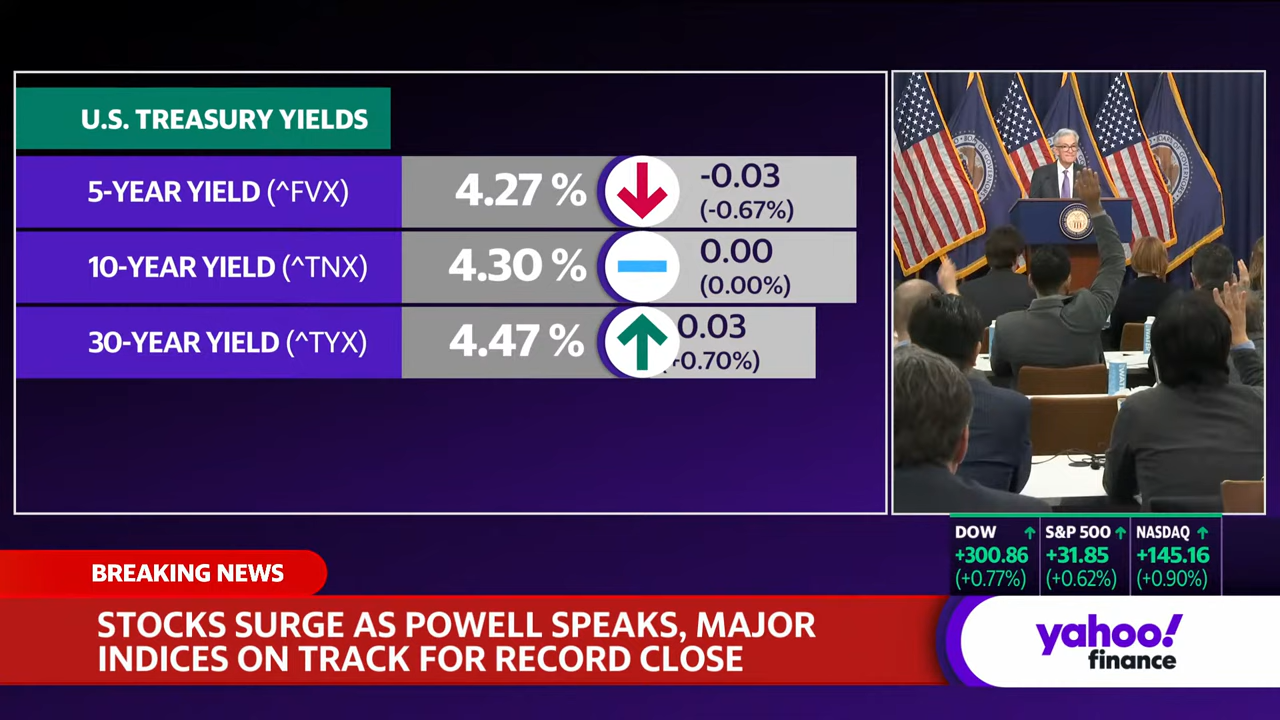 U.S. TREASURY YIELDS
5-YEAR YIELD (^FVX)
4.27 %
-0.03
(-0.67%)
10-YEAR YIELD (^TNX)
4.30 %
0.00
(0.00%)
30-YEAR YIELD (^TYX)
4.47 %
0.03
+0.70%)
DOW
+300.86
(+0.77%)
S&P 500
+31.85
(+0.62%)
NASDAQ
+145.16
(+0.90%)
BREAKING NEWS
STOCKS SURGE AS POWELL SPEAKS, MAJOR
INDICES ON TRACK FOR RECORD CLOSE
yahoo!
finance